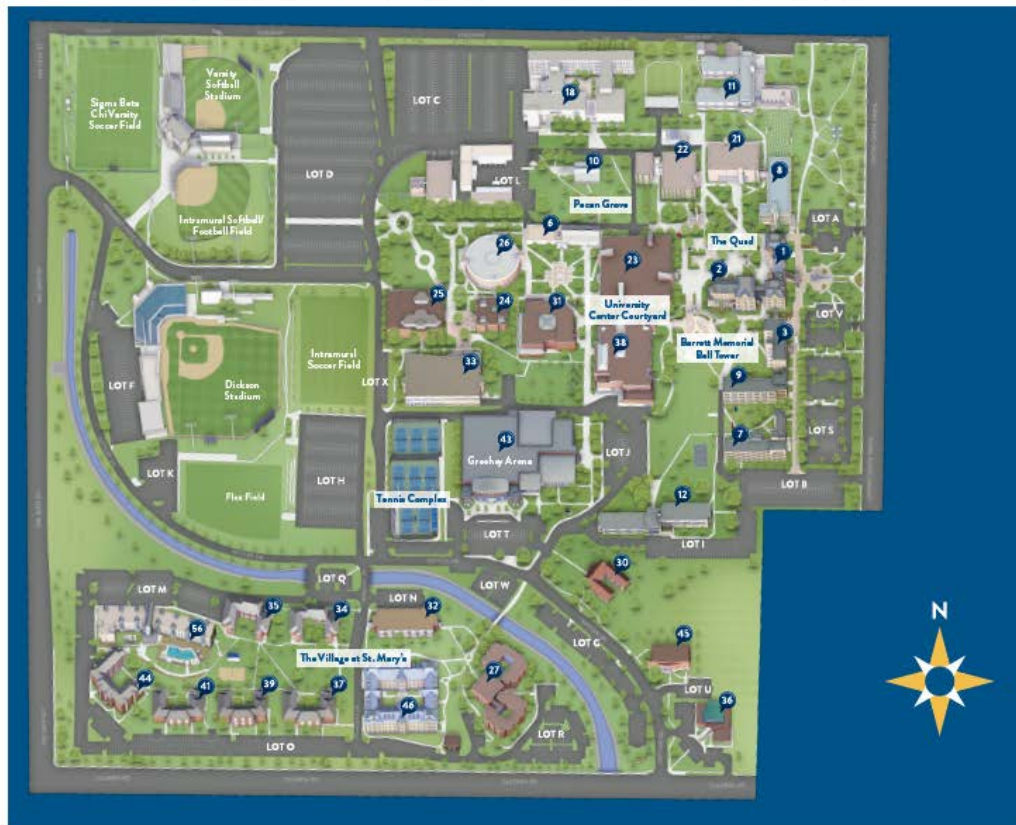 Varsity
Softball
Stadium
Sigma Beta
Chi Varsity
Soccer Field
LOT C
18
11
LOT D
22
21
10
LOT L
8
Pecan Grove
Intramural Softball/
Football Field
6
LOT A
The Quad
26
23
1
2
25
24
31
University
Center Courtyard
LOT V
3
38
Barrett Memorial
Bell Tower
33
Intramural
Soccer Field
LOT X
LOT F
Dickson
Stadium
9
43
Greehey Arena
7
LOT S
LOT J
LOT K
LOT H
LOT B
Flex Field
Tennis Complex
12
LOT T
LOT I
30
LOT Q
LOT W
LOT M
LOT N
35
34
32
LOT G
56
45
The Village at St. Mary's
44
41
39
37
27
LOT U
46
36
LOT O
LOT R
N